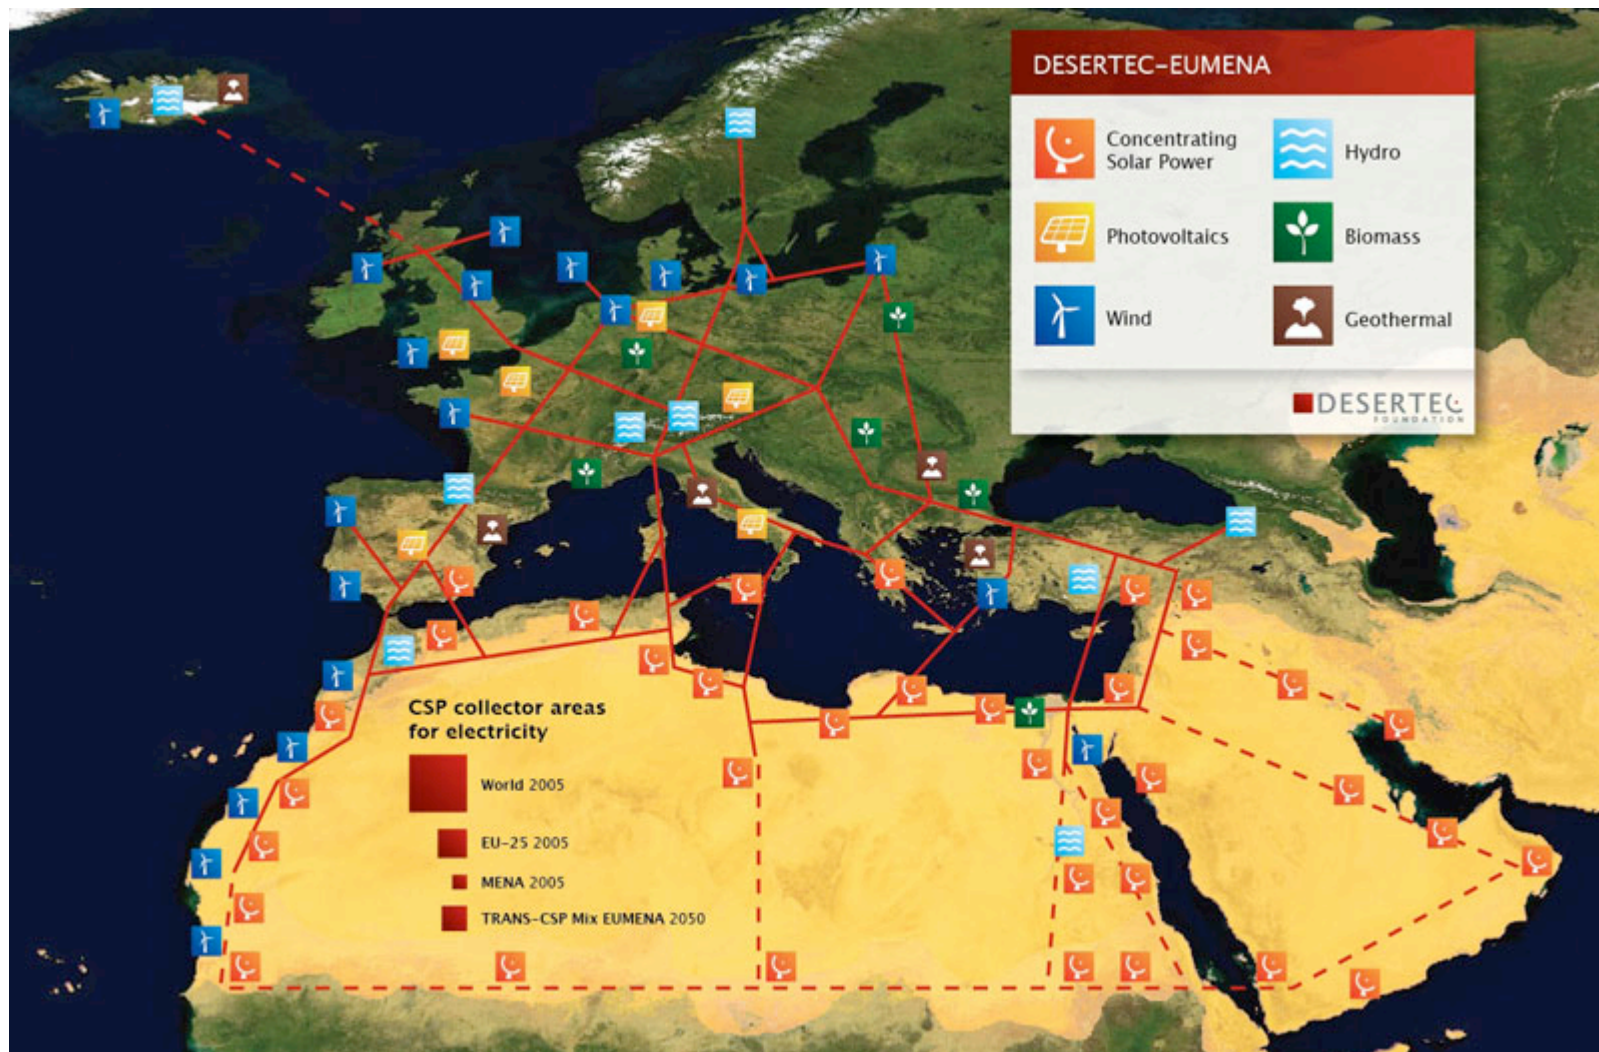 DESERTEC–EUMENA
Concentrating
Solar Power
Hydro
Photovoltaics
Biomass
Wind
Geothermal
DESERTEC
FOUNDATION
CSP collector areas
for electricity
World 2005
EU–25 2005
MENA 2005
TRANS–CSP Mix EUMENA 2050